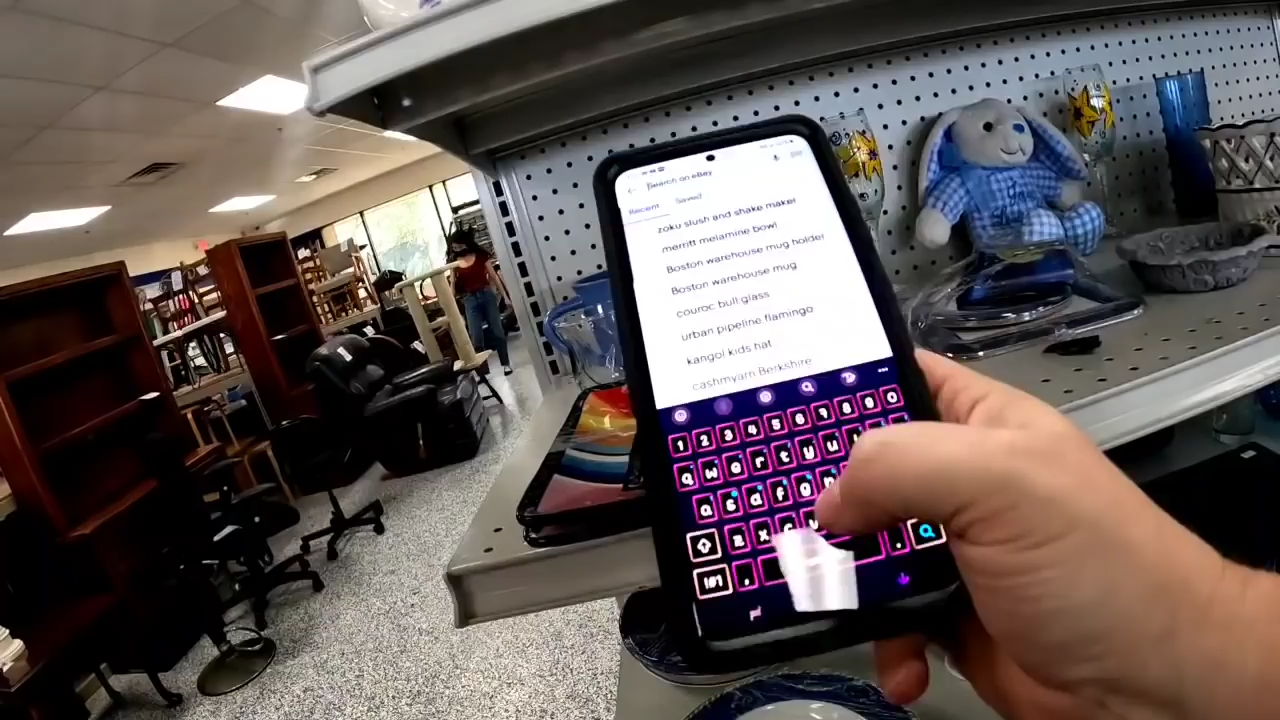 Search on eBay
Recent Saved
zoku slush and shake maker
merritt melamine bowl
Boston warehouse mug holder
Boston warehouse mug
couroc bull glass
urban pipeline flamingo
kangol kids hat
cashmyarn Berkshire
1 2 3 4 5 6 7 8 9 0
q w e r t y u
a s d f g h
z x c v
!#1 , .